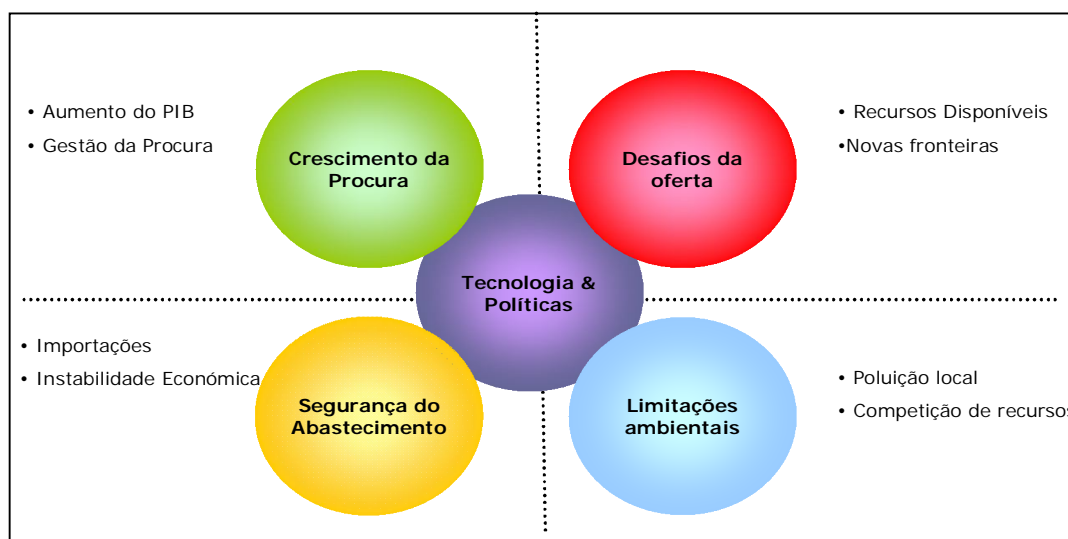 • Aumento do PIB
• Gestão da Procura
Crescimento da
Procura
Desafios da
oferta
• Recursos Disponíveis
•Novas fronteiras
Tecnologia &
Políticas
• Importações
• Instabilidade Económica
Segurança do
Abastecimento
Limitações
ambientais
• Poluição local
• Competição de recursos